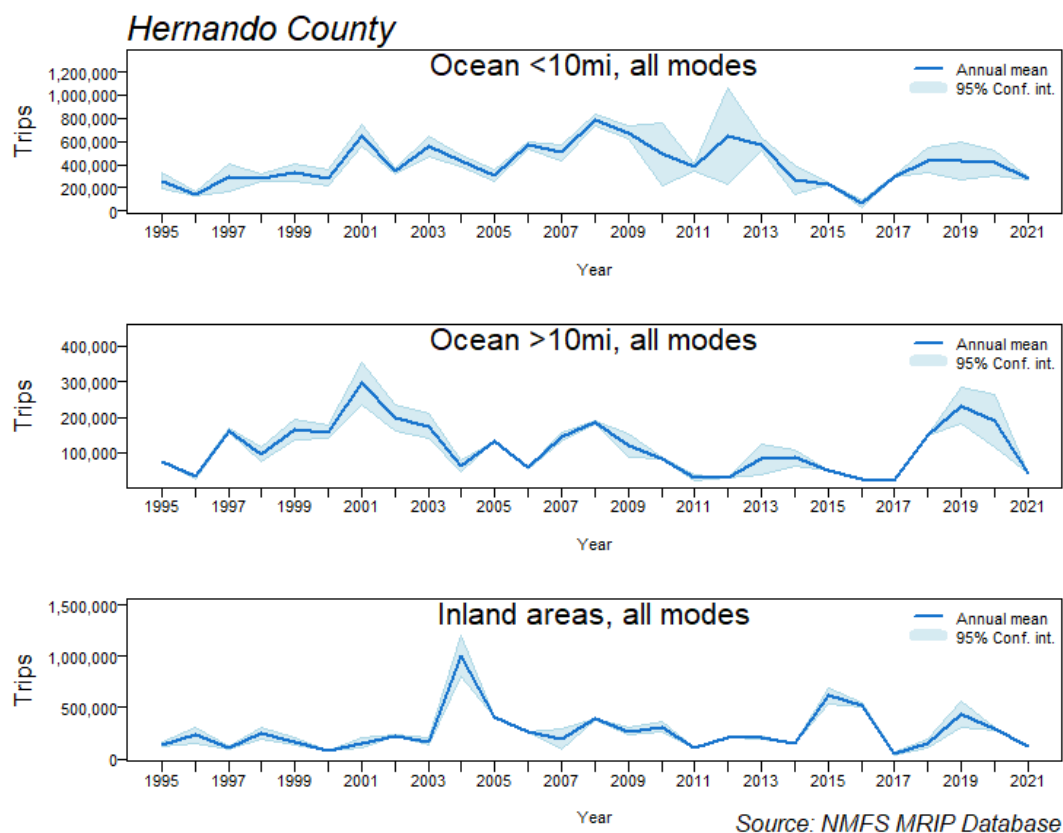 Hernando County
Ocean <10mi, all modes
Annual mean
95% Conf. int.
Trips
1,200,000
1,000,000
800,000
600,000
400,000
200,000
0
1995 1997 1999 2001 2003 2005 2007 2009 2011 2013 2015 2017 2019 2021
Year
Ocean >10mi, all modes
Annual mean
95% Conf. int.
Trips
400,000
300,000
200,000
100,000
1995 1997 1999 2001 2003 2005 2007 2009 2011 2013 2015 2017 2019 2021
Year
Inland areas, all modes
Annual mean
95% Conf. int.
Trips
1,500,000
1,000,000
500,000
0
1995 1997 1999 2001 2003 2005 2007 2009 2011 2013 2015 2017 2019 2021
Year
Source: NMFS MRIP Database